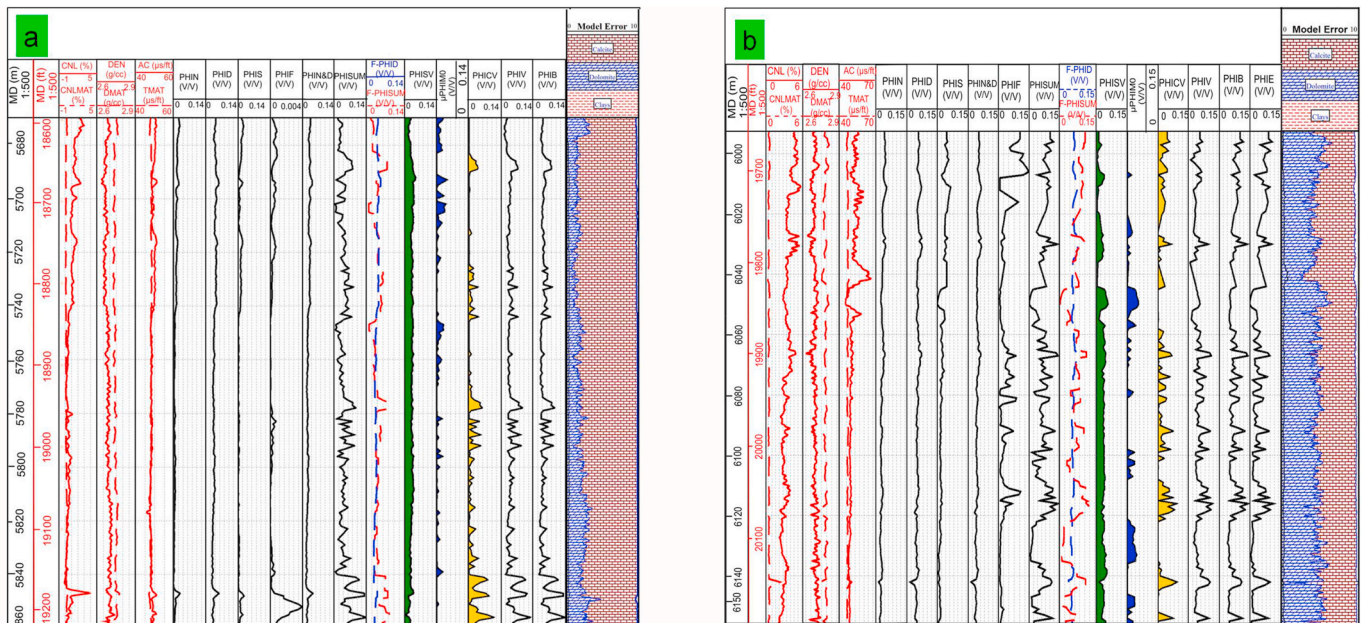 a
0 Model Error 10
Calcite
Dolomite
Clays
MD (m)
1:500
MD (ft)
1:500
CNL (%)
-1 5
CNLMAT
-1 5
DEN
(g/cc)
2.6 2.9
DMAT
(g/cc)
2.6 2.9
AC (µs/ft)
40 60
TMAT
(µs/ft)
40 60
PHIN
(V/V)
0.14
PHID
(V/V)
0 0.14
PHIS
(V/V)
0 0.14
PHIF
(V/V)
0 0.004
PHIN&D
(V/V)
0 0.14
PHISUM
(V/V)
0 0.14
F-PHID
(V/V)
0 0.14
F-PHISUM
(V/V)
0 0.14
PHISV
(V/V)
0 0.14
µPHIM0
(V/V)
0 0.14
PHICV
(V/V)
0 0.14
PHIV
(V/V)
0 0.14
PHIB
(V/V)
0 0.14
5680
5700
5720
5740
5760
5780
5800
5820
5840
860
18600
18700
18800
18900
19000
19100
19200
b
0 Model Error 10
Calcite
Dolomite
Clays
MD (m)
1:500
MD (ft)
1:500
CNL (%)
0 6
CNLMAT
(%)
0 6
DEN
(g/cc)
2.6 2.9
DMAT
(g/cc)
2.6 2.9
AC (µs/ft)
40 70
TMAT
(µs/ft)
40 70
PHIN
(V/V)
0 0.15
PHID
(V/V)
0 0.15
PHIS
(V/V)
0 0.15
PHIN&D
(V/V)
0 0.15
PHIF
(V/V)
0 0.15
PHISUM
(V/V)
0 0.15
F-PHID
(V/V)
0 0.15
F-PHISUM
(V/V)
0 0.15
PHISV
(V/V)
0 0.15
µPHIM0
(V/V)
0 0.15
PHICV
(V/V)
0 0.15
PHIV
(V/V)
0 0.15
PHIB
(V/V)
0 0.15
PHIE
(V/V)
0 0.15
6000
6020
6040
6060
6080
6100
6120
6140
6150
19700
19800
19900
20000
20100